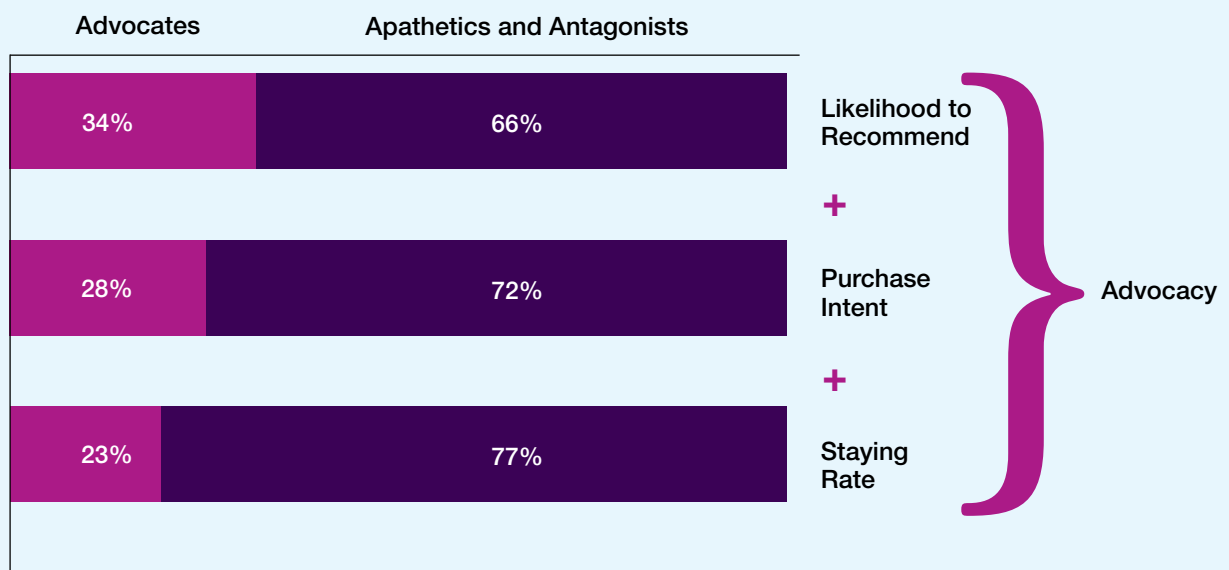 Advocates
Apathetics and Antagonists
34%
66%
Likelihood to
Recommend
+
28%
72%
Purchase
Intent
Advocacy
+
23%
77%
Staying
Rate